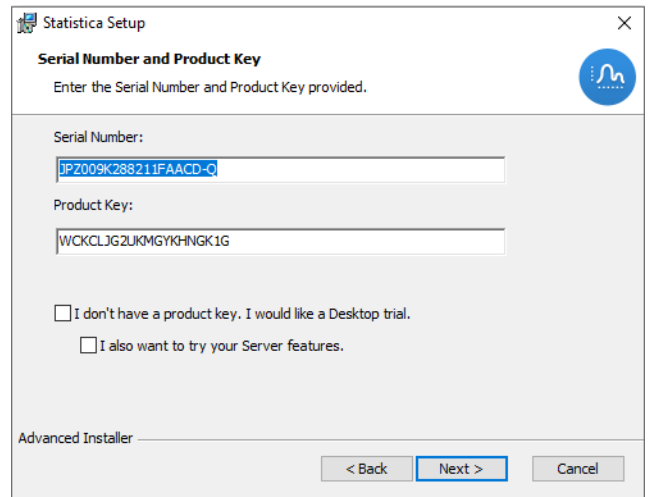 Statistica Setup
Serial Number and Product Key
Enter the Serial Number and Product Key provided.
Serial Number:
JPZ009K288211FAACD-Q
Product Key:
WCKCLJG2UKMGYKHNGK1G
I don't have a product key. I would like a Desktop trial.
I also want to try your Server features.
Advanced Installer
< Back Next > Cancel